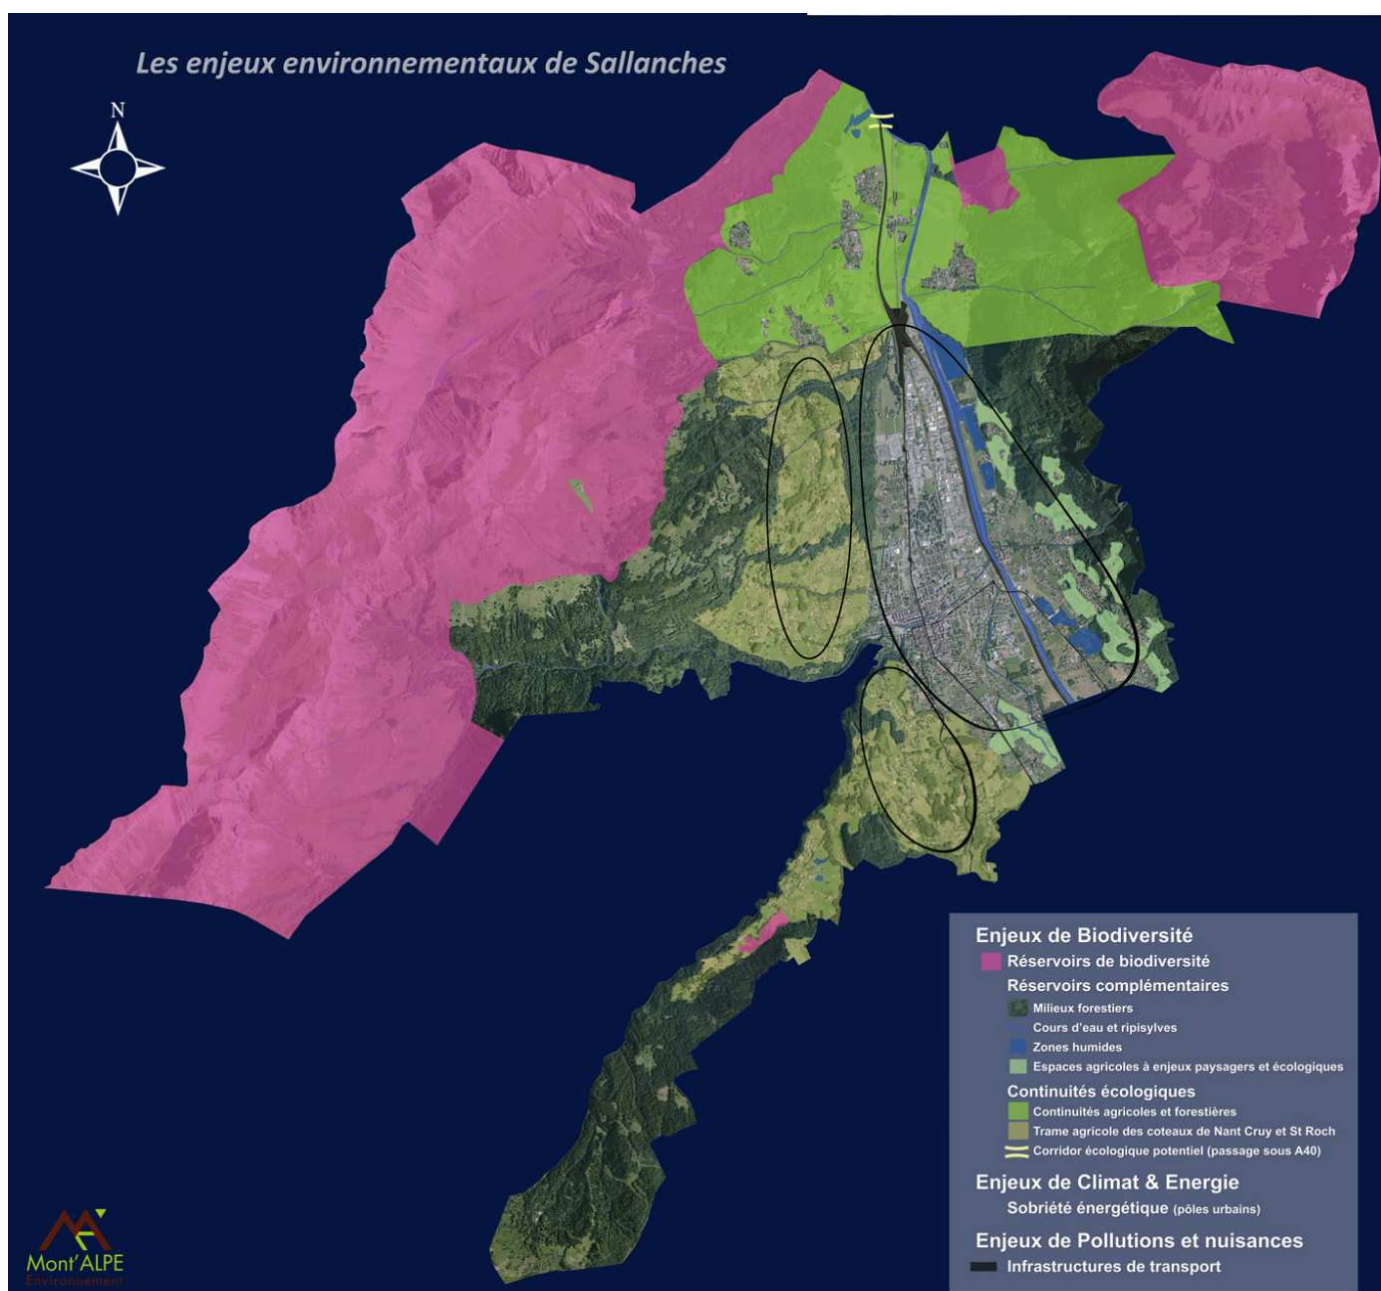 Les enjeux environnementaux de Sallanches
N
Enjeux de Biodiversité
Réservoirs de biodiversité
Réservoirs complémentaires
Milieux forestiers
Cours d'eau et ripisylves
Zones humides
Espaces agricoles à enjeux paysagers et écologiques
Continuités écologiques
Continuités agricoles et forestières
Trame agricole des coteaux de Nant Cruy et St Roch
Corridor écologique potentiel (passage sous A40)
Enjeux de Climat & Energie
Sobriété énergétique (pôles urbains)
Enjeux de Pollutions et nuisances
Infrastructures de transport
Mont'ALPE
Environnement